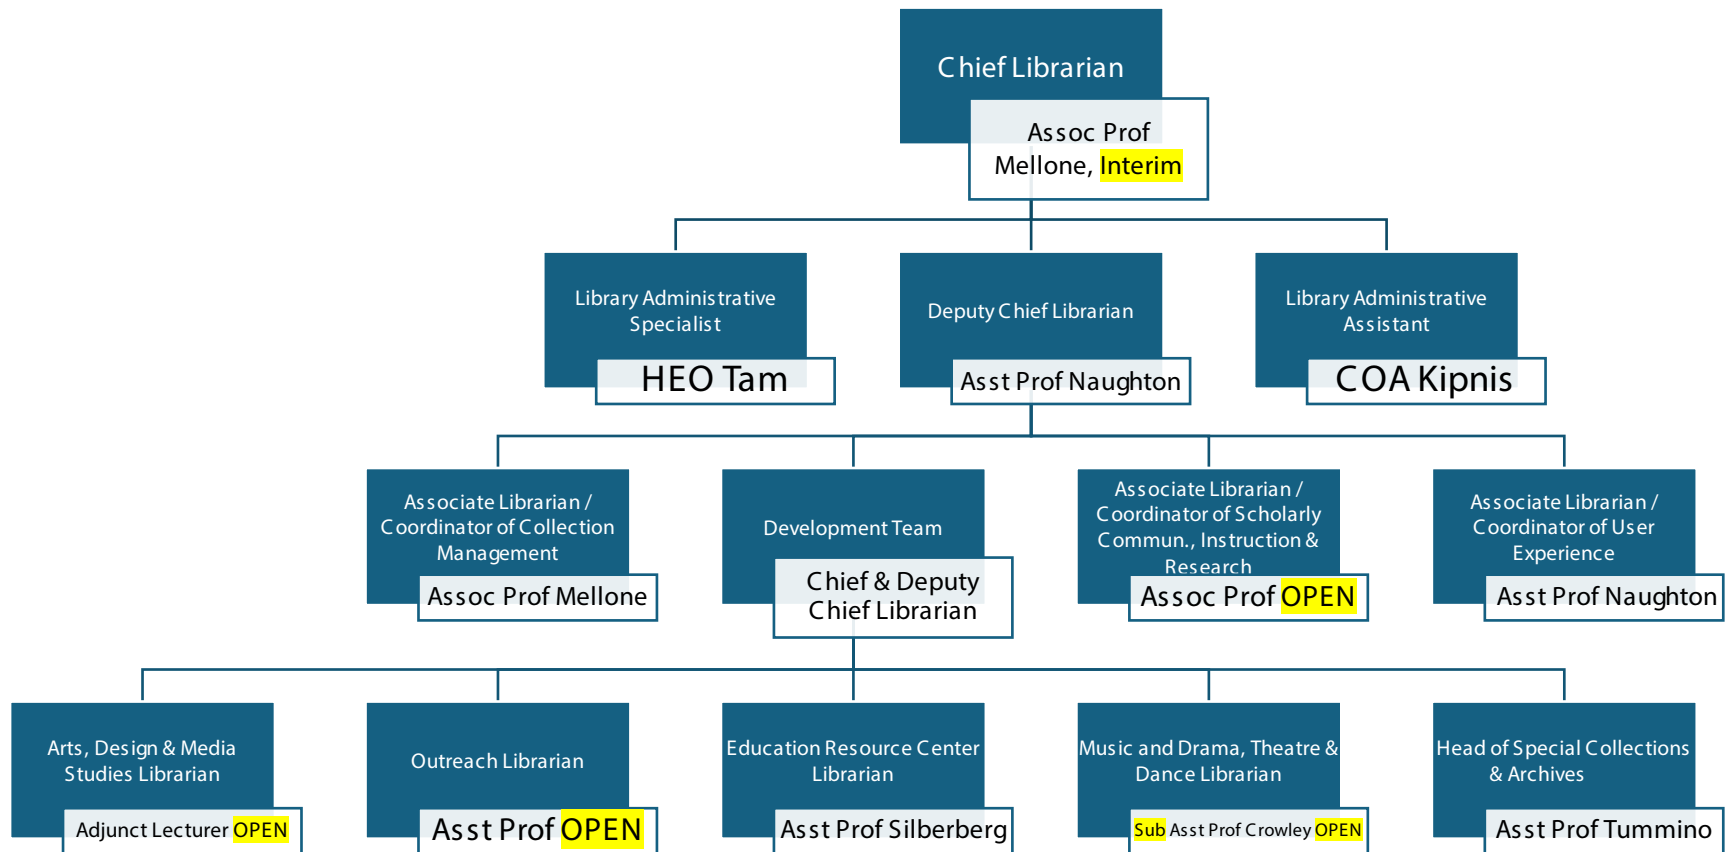 Chief Librarian
Assoc Prof
Mellone, Interim
Library Administrative
Specialist
HEO Tam
Deputy Chief Librarian
Asst Prof Naughton
Library Administrative
Assistant
COA Kipnis
Associate Librarian /
Coordinator of Collection
Management
Assoc Prof Mellone
Development Team
Chief & Deputy
Chief Librarian
Associate Librarian /
Coordinator of Scholarly
Commun., Instruction &
Research
Assoc Prof OPEN
Associate Librarian /
Coordinator of User
Experience
Asst Prof Naughton
Arts, Design & Media
Studies Librarian
Adjunct Lecturer OPEN
Outreach Librarian
Asst Prof OPEN
Education Resource Center
Librarian
Asst Prof Silberberg
Music and Drama, Theatre &
Dance Librarian
Sub Asst Prof Crowley OPEN
Head of Special Collections
& Archives
Asst Prof Tummino